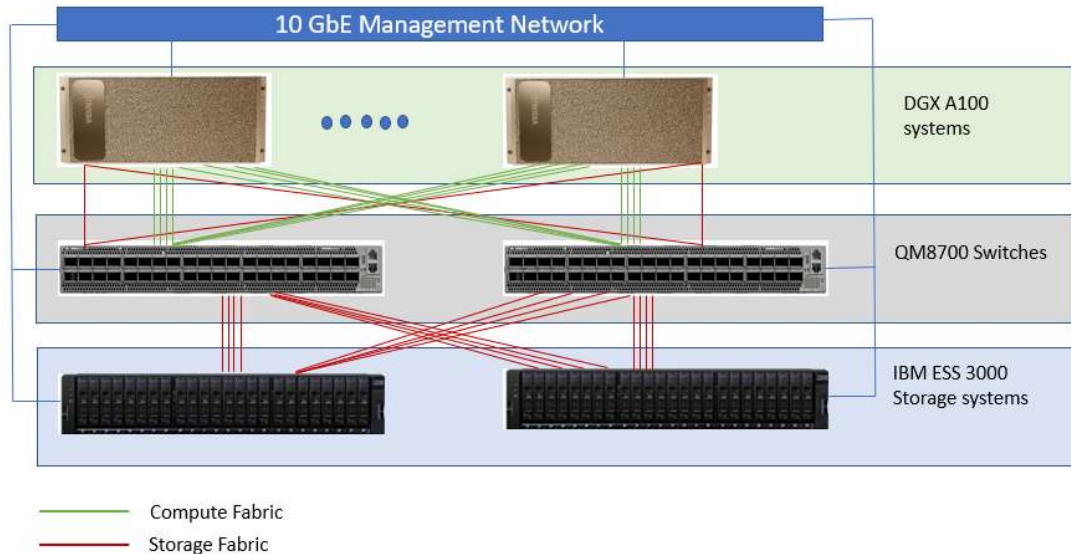 10 GbE Management Network
DGX A100
systems
QM8700 Switches
IBM ESS 3000
Storage systems
Compute Fabric
Storage Fabric